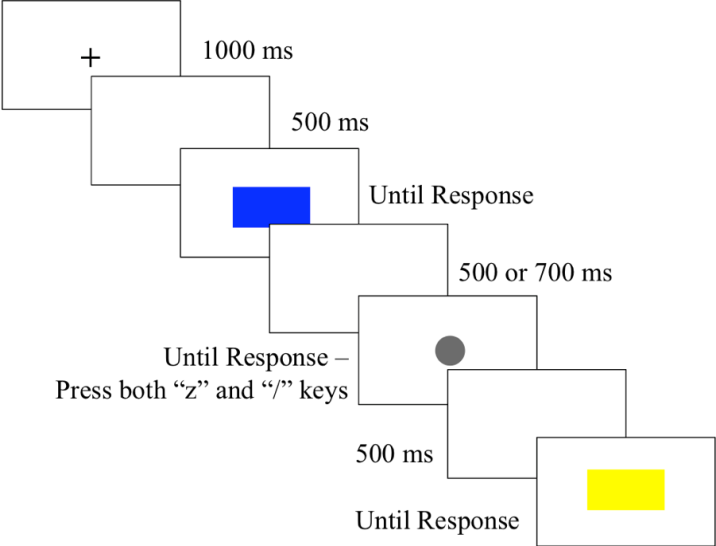 +
1000 ms
500 ms
Until Response
500 or 700 ms
Until Response –
Press both “z” and “/” keys
500 ms
Until Response